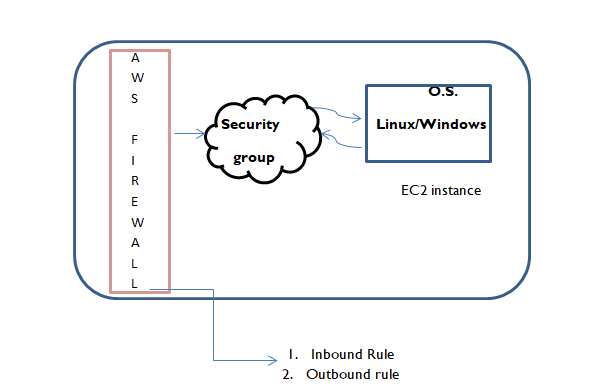 A
W
S
F
I
R
E
W
A
L
L
Security
group
O.S.
Linux/Windows
EC2 instance
1. Inbound Rule
2. Outbound rule